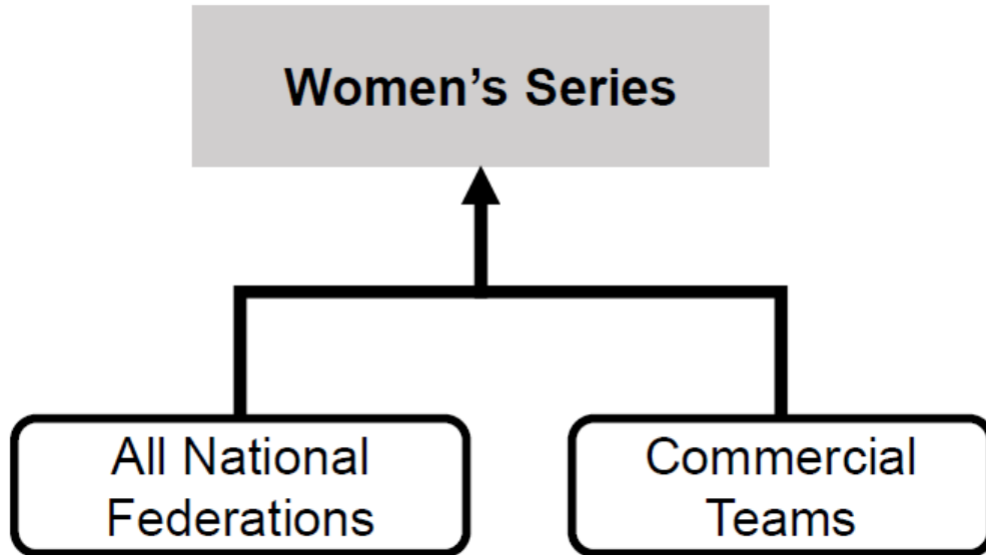 Women’s Series
All National
Federations
Commercial
Teams